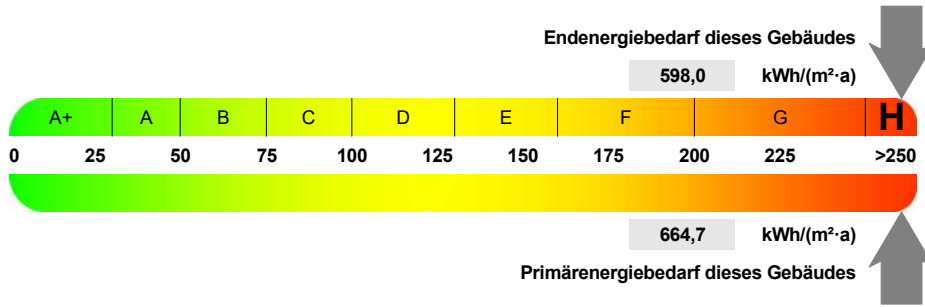 Endenergiebedarf dieses Gebäudes
598,0 kWh/(m²·a)
A+ A B C D E F G H
0 25 50 75 100 125 150 175 200 225 >250
664,7 kWh/(m²·a)
Primärenergiebedarf dieses Gebäudes